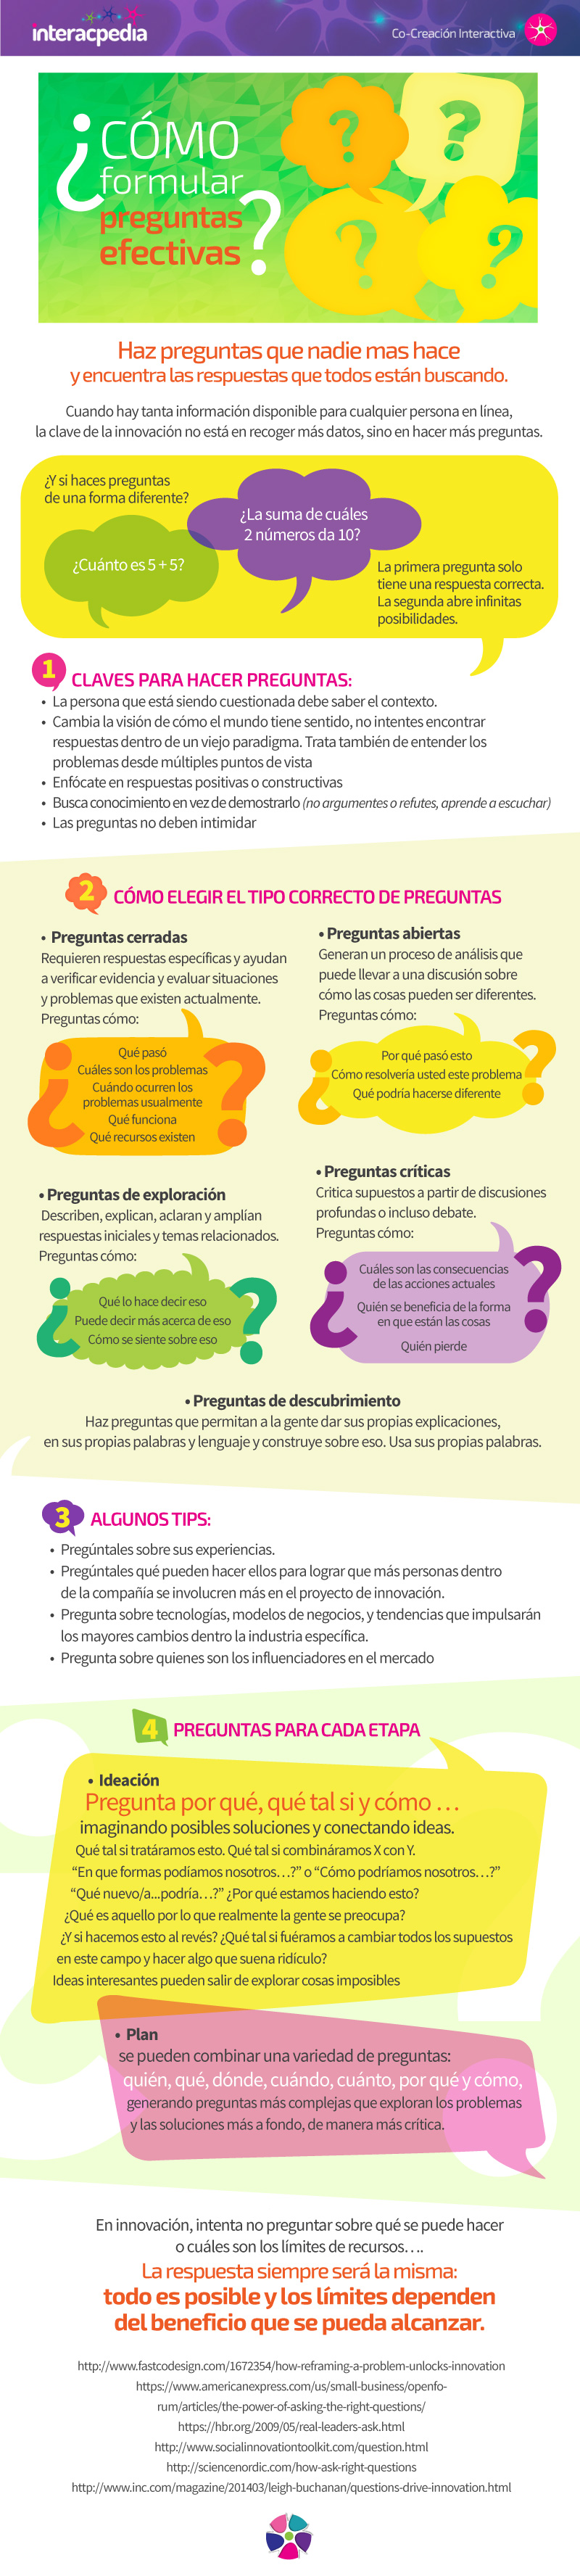 interacpedia
Co-Creación Interactiva
¿CÓMO
formular
preguntas
efectivas?
Haz preguntas que nadie mas hace
y encuentra las respuestas que todos están buscando.
Cuando hay tanta información disponible para cualquier persona en línea,
la clave de la innovación no está en recoger más datos, sino en hacer más preguntas.
¿Y si haces preguntas
de una forma diferente?
¿Cuánto es 5 + 5?
¿La suma de cuáles
2 números da 10?
La primera pregunta solo
tiene una respuesta correcta.
La segunda abre infinitas
posibilidades.
1 CLAVES PARA HACER PREGUNTAS:
• La persona que está siendo cuestionada debe saber el contexto.
• Cambia la visión de cómo el mundo tiene sentido, no intentes encontrar
respuestas dentro de un viejo paradigma. Trata también de entender los
problemas desde múltiples puntos de vista
• Enfócate en respuestas positivas o constructivas
• Busca conocimiento en vez de demostrarlo (no argumentes o refutes, aprende a escuchar)
• Las preguntas no deben intimidar
2 CÓMO ELEGIR EL TIPO CORRECTO DE PREGUNTAS
• Preguntas cerradas
Requieren respuestas específicas y ayudan
a verificar evidencia y evaluar situaciones
y problemas que existen actualmente.
Preguntas cómo:
¿ Qué pasó
Cuáles son los problemas
Cuándo ocurren los
problemas usualmente
Qué funciona
Qué recursos existen ?
• Preguntas abiertas
Generan un proceso de análisis que
puede llevar a una discusión sobre
cómo las cosas pueden ser diferentes.
Preguntas cómo:
¿ Por qué pasó esto
Cómo resolvería usted este problema
Qué podría hacerse diferente ?
• Preguntas de exploración
Describen, explican, aclaran y amplían
respuestas iniciales y temas relacionados.
Preguntas cómo:
¿ Qué lo hace decir eso
Puede decir más acerca de eso
Cómo se siente sobre eso ?
• Preguntas críticas
Critica supuestos a partir de discusiones
profundas o incluso debate.
Preguntas cómo:
¿ Cuáles son las consecuencias
de las acciones actuales
Quién se beneficia de la forma
en que están las cosas
Quién pierde ?
• Preguntas de descubrimiento
Haz preguntas que permitan a la gente dar sus propias explicaciones,
en sus propias palabras y lenguaje y construye sobre eso. Usa sus propias palabras.
3 ALGUNOS TIPS:
• Pregúntales sobre sus experiencias.
• Pregúntales qué pueden hacer ellos para lograr que más personas dentro
de la compañía se involucren más en el proyecto de innovación.
• Pregunta sobre tecnologías, modelos de negocios, y tendencias que impulsarán
los mayores cambios dentro la industria específica.
• Pregunta sobre quienes son los influenciadores en el mercado
4 PREGUNTAS PARA CADA ETAPA
• Ideación
Pregunta por qué, qué tal si y cómo …
imaginando posibles soluciones y conectando ideas.
Qué tal si tratáramos esto. Qué tal si combináramos X con Y.
“En que formas podíamos nosotros…?” o “Cómo podríamos nosotros…?”
“Qué nuevo/a...podría…?” ¿Por qué estamos haciendo esto?
¿Qué es aquello por lo que realmente la gente se preocupa?
¿Y si hacemos esto al revés? ¿Qué tal si fuéramos a cambiar todos los supuestos
en este campo y hacer algo que suena ridículo?
Ideas interesantes pueden salir de explorar cosas imposibles
• Plan
se pueden combinar una variedad de preguntas:
quién, qué, dónde, cuándo, cuánto, por qué y cómo,
generando preguntas más complejas que exploran los problemas
y las soluciones más a fondo, de manera más crítica.
En innovación, intenta no preguntar sobre qué se puede hacer
o cuáles son los límites de recursos….
La respuesta siempre será la misma:
todo es posible y los límites dependen
del beneficio que se pueda alcanzar.
http://www.fastcodesign.com/1672354/how-reframing-a-problem-unlocks-innovation
https://www.americanexpress.com/us/small-business/openfo-
rum/articles/the-power-of-asking-the-right-questions/
https://hbr.org/2009/05/real-leaders-ask.html
http://www.socialinnovationtoolkit.com/question.html
http://sciencenordic.com/how-ask-right-questions
http://www.inc.com/magazine/201403/leigh-buchanan/questions-drive-innovation.html